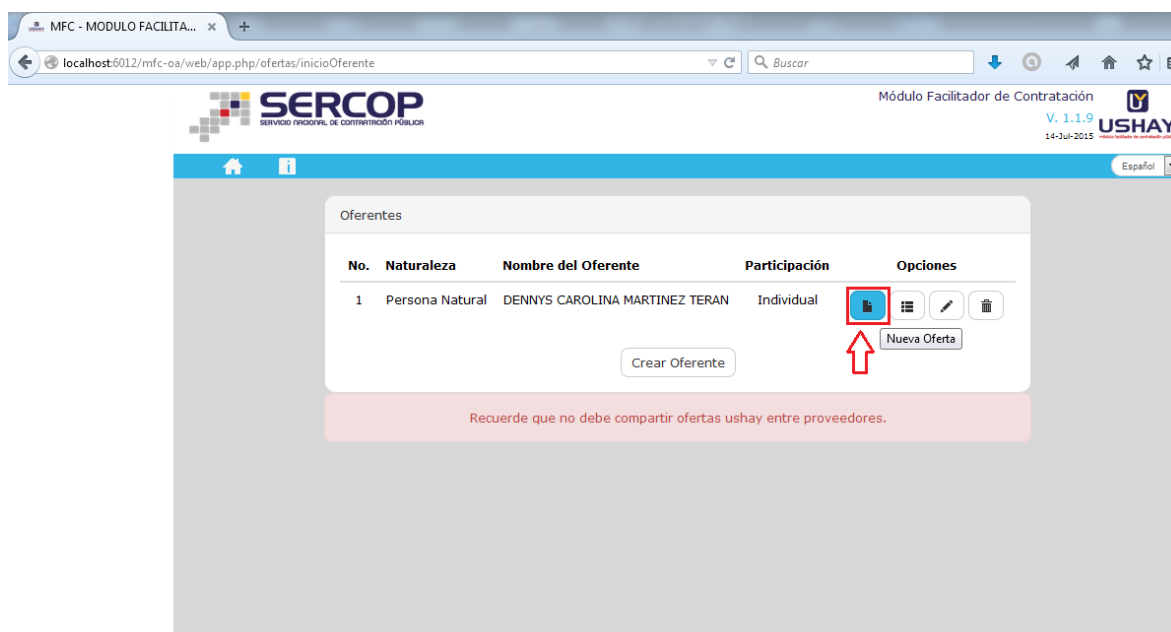 MFC - MODULO FACILITA... × +
localhost:6012/mfc-oa/web/app.php/ofertas/inicioOferente Buscar
SERCOP
SERVICIO NACIONAL DE CONTRATACIÓN PÚBLICA
Módulo Facilitador de Contratación
V. 1.1.9
14-Jul-2015
USHAY
Español
Oferentes
No. Naturaleza Nombre del Oferente Participación Opciones
1 Persona Natural DENNYS CAROLINA MARTINEZ TERAN Individual
Nueva Oferta
Crear Oferente
Recuerde que no debe compartir ofertas ushay entre proveedores.